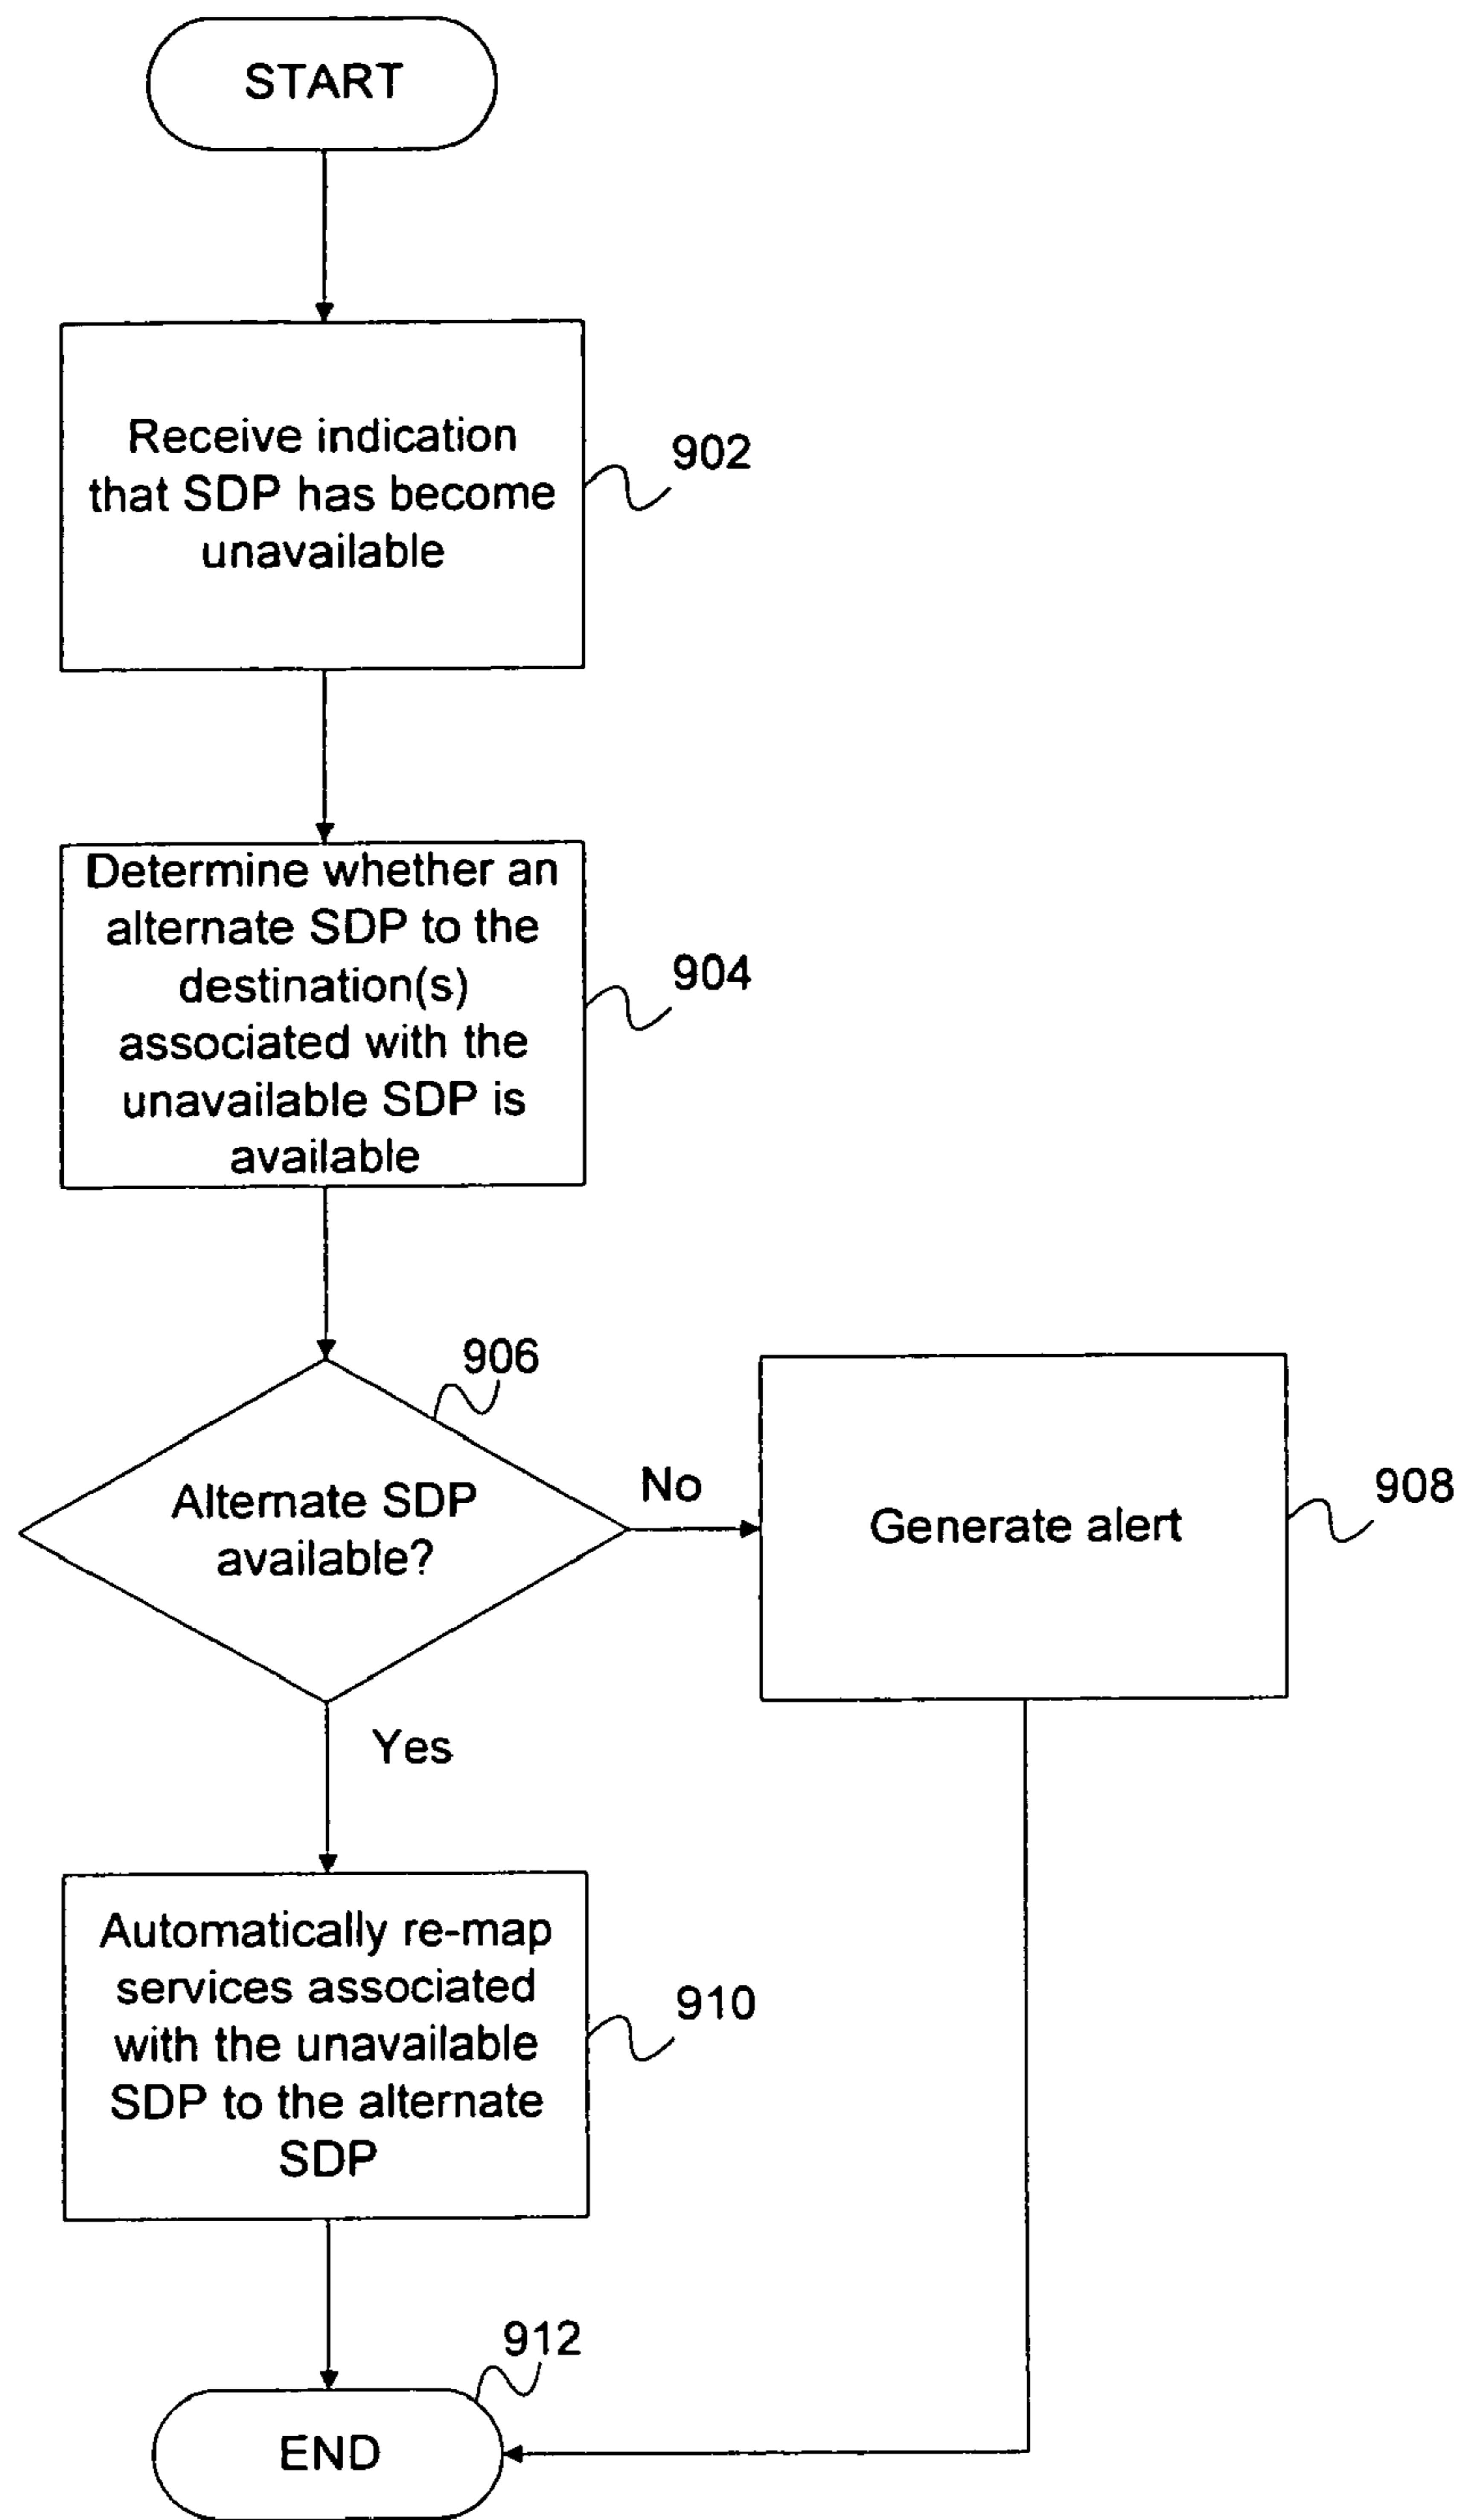 START
Receive indication
that SDP has become
unavailable
902
Determine whether an
alternate SDP to the
destination(s)
associated with the
unavailable SDP is
available
904
906
Alternate SDP
available?
No
Generate alert
908
Yes
Automatically re-map
services associated
with the unavailable
SDP to the alternate
SDP
910
912
END